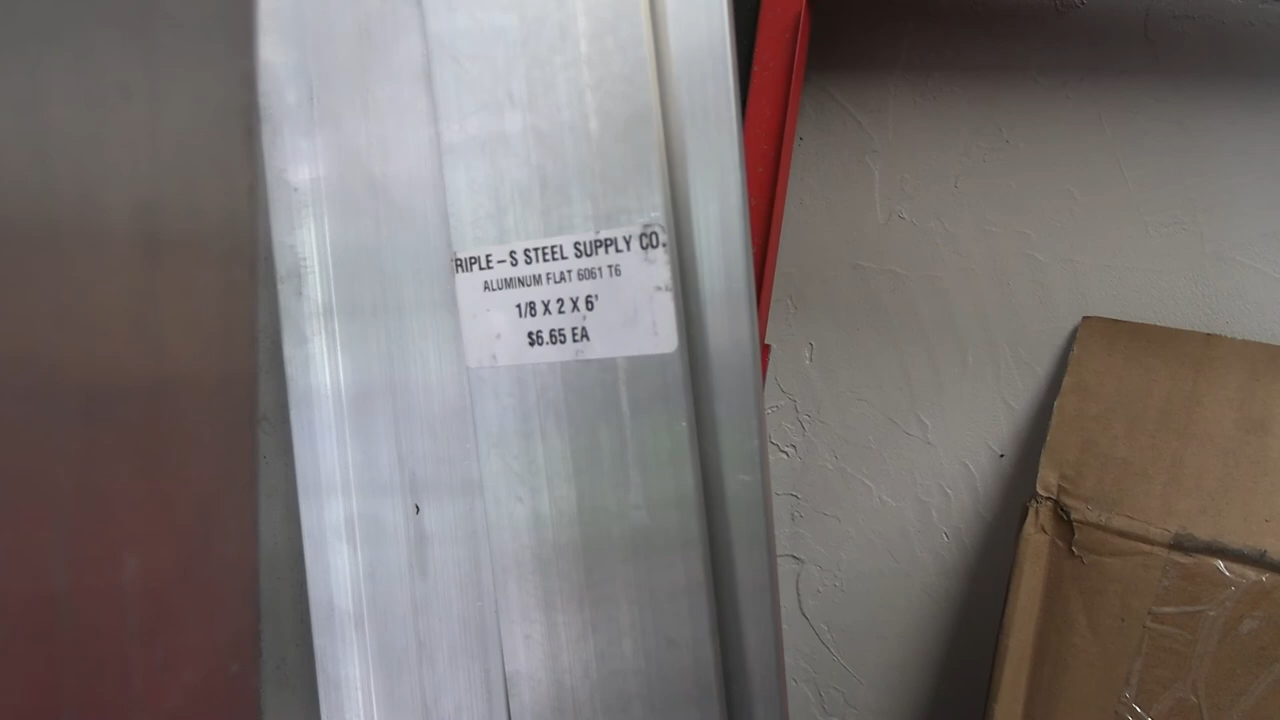 RIPLE-S STEEL SUPPLY CO.
ALUMINUM FLAT 6061 T6
1/8 X 2 X 6'
$6.65 EA